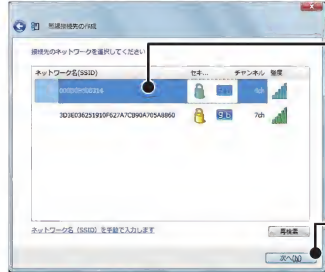 無線接続先の作成
接続先のネットワークを選択してください
ネットワーク名(SSID) セキ... チャンネル 強度
4ch
3D3E036251910F627A7CB90A705A8860 7ch
ネットワーク名 (SSID) を手動で入力します
再検索
次へ(N)